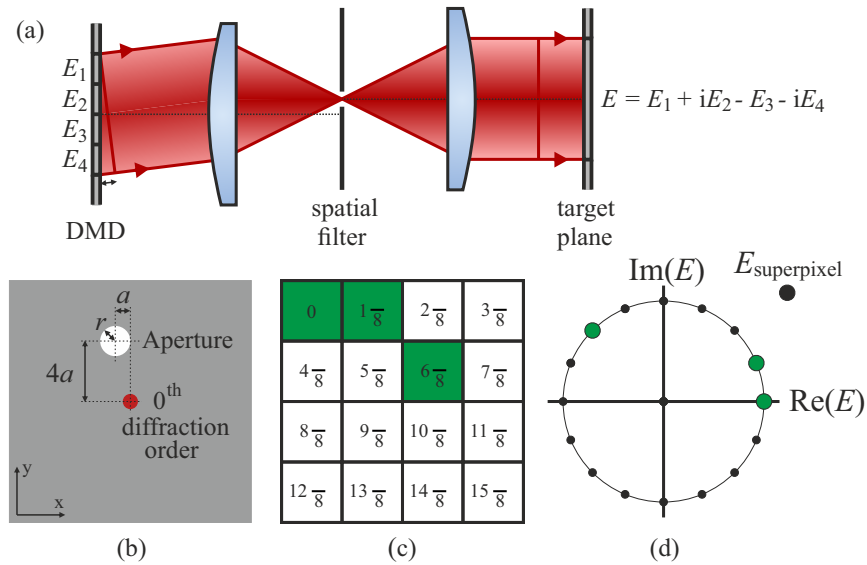 (a)
E1
E2
E3
E4
E = E1 + iE2 - E3 - iE4
DMD
spatial
filter
target
plane
a
r
Aperture
4a
0th
diffraction
order
y
x
(b)
0
1 _ 8
2 _ 8
3 _ 8
4 _ 8
5 _ 8
6 _ 8
7 _ 8
8 _ 8
9 _ 8
10 _ 8
11 _ 8
12 _ 8
13 _ 8
14 _ 8
15 _ 8
(c)
Im(E)
Esuperpixel
Re(E)
(d)